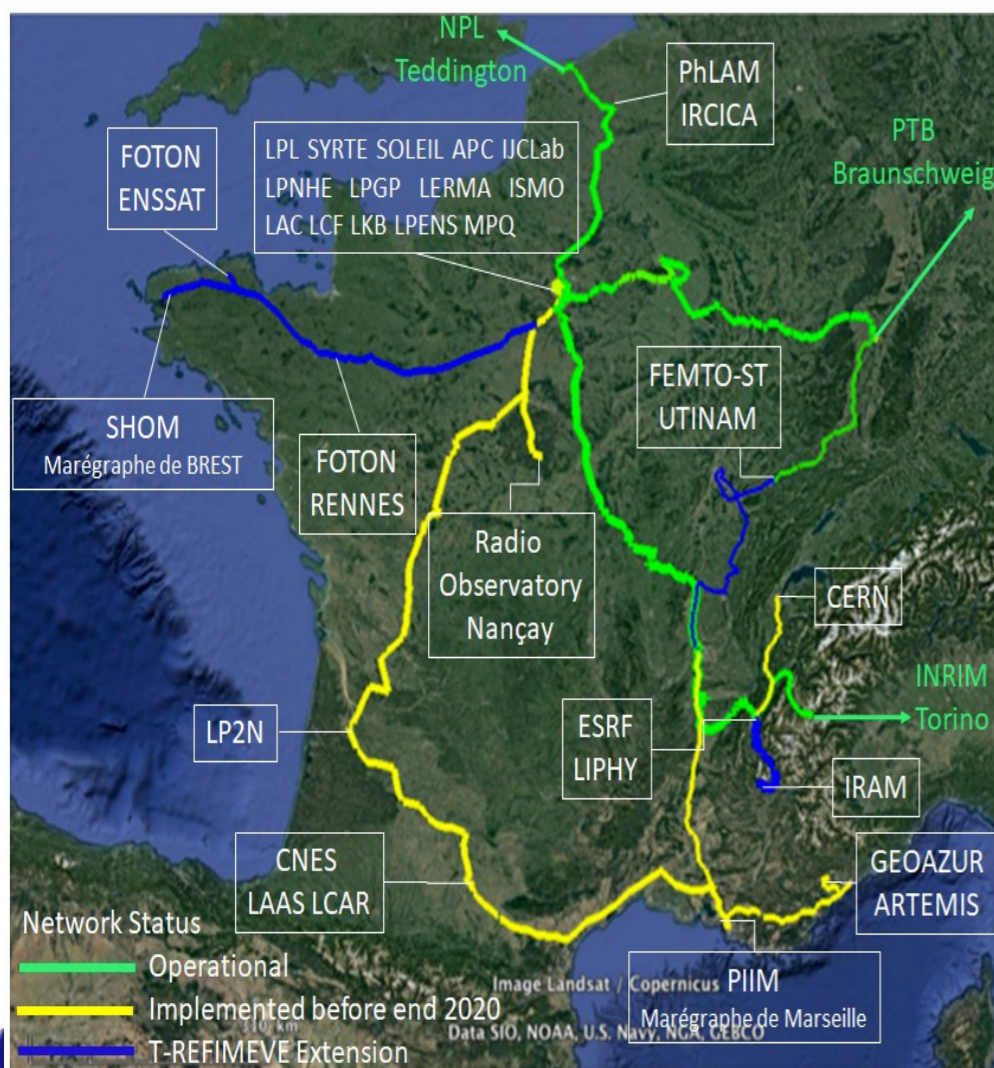 NPL
Teddington
PhLAM
IRCICA
PTB
Braunschweig
FOTON
ENSSAT
LPL SYRTE SOLEIL APC IJCLab
LPNHE LPGP LERMA ISMO
LAC LCF LKB LPENS MPQ
FEMTO-ST
UTINAM
SHOM
Marégraphe de BREST
FOTON
RENNES
Radio
Observatory
Nançay
CERN
INRIM
Torino
LP2N
ESRF
LIPHY
IRAM
CNES
LAAS LCAR
GEOAZUR
ARTEMIS
Network Status
Operational
Implemented before end 2020
T-REFIMEVE Extension
Image Landsat / Copernicus
PIIM
Marégraphe de Marseille
310 km
Data SIO, NOAA, U.S. Navy, NGA, GEBCO